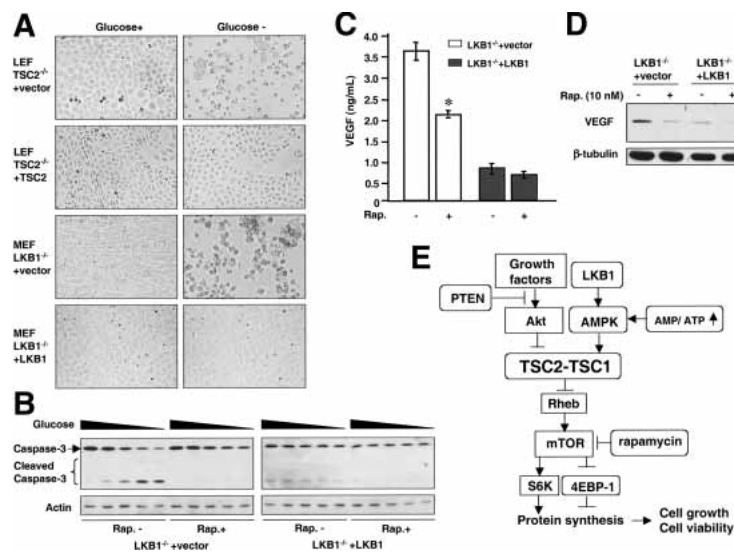 A
Glucose+
Glucose -
LEF
TSC2-/-
+vector
LEF
TSC2-/-
+TSC2
MEF
LKB1-/-
+vector
MEF
LKB1-/-
+LKB1
B
Glucose
Caspase-3
Cleaved
Caspase-3
Actin
Rap. -
Rap.+
Rap. -
Rap.+
LKB1-/-+vector
LKB1-/-+LKB1
C
LKB1-/-+vector
LKB1-/-+LKB1
VEGF (ng/mL)
4.0
3.5
3.0
2.5
2.0
1.5
1.0
0.5
0.0
*
Rap.
-
+
-
+
D
LKB1-/-
+vector
LKB1-/-
+LKB1
Rap. (10 nM)
-
+
-
+
VEGF
β-tubulin
E
Growth
factors
LKB1
PTEN
Akt
AMPK
AMP/ ATP
TSC2-TSC1
Rheb
mTOR
rapamycin
S6K
4EBP-1
Protein synthesis
Cell growth
Cell viability